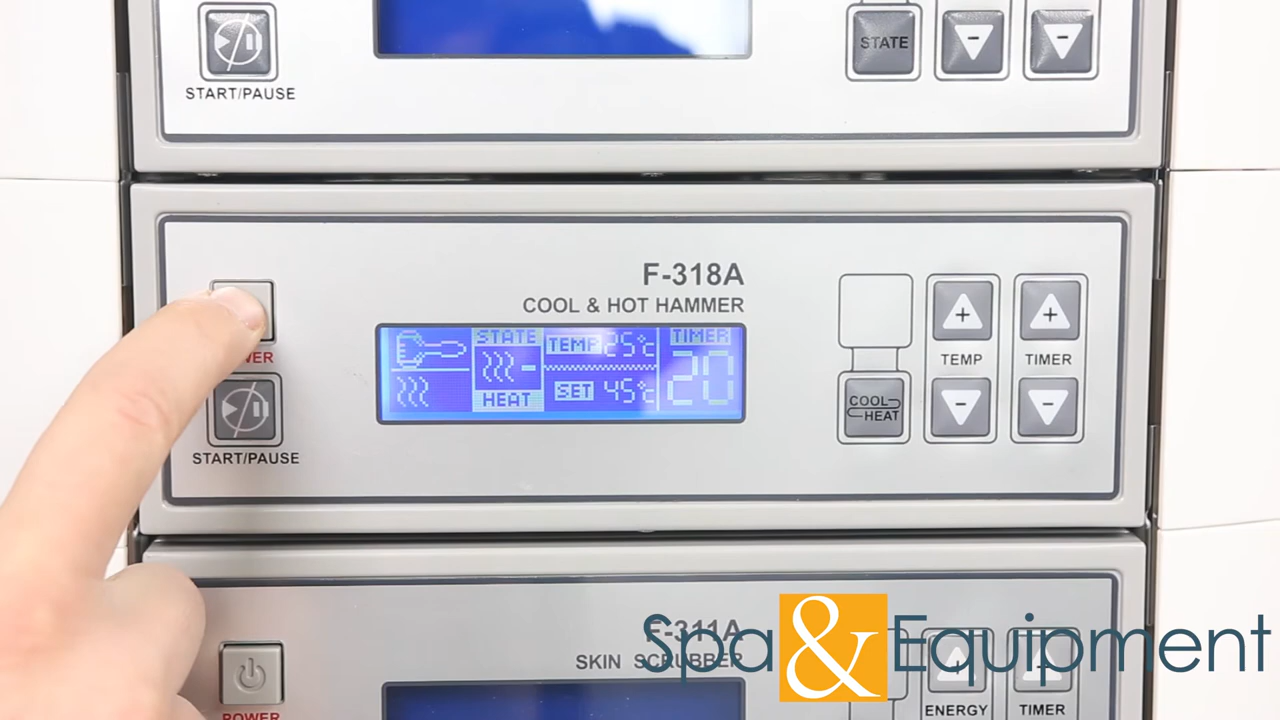 START/PAUSE
STATE
-
-
F-318A
COOL & HOT HAMMER
WER
START/PAUSE
STATE
HEAT
TEMP 25℃
SET 45℃
TIMER
20
+
+
TEMP
TIMER
-
-
COOL
HEAT
F-311A
SKIN SCRUBBER
POWER
+
ENERGY
TIMER
Spa & Equipment